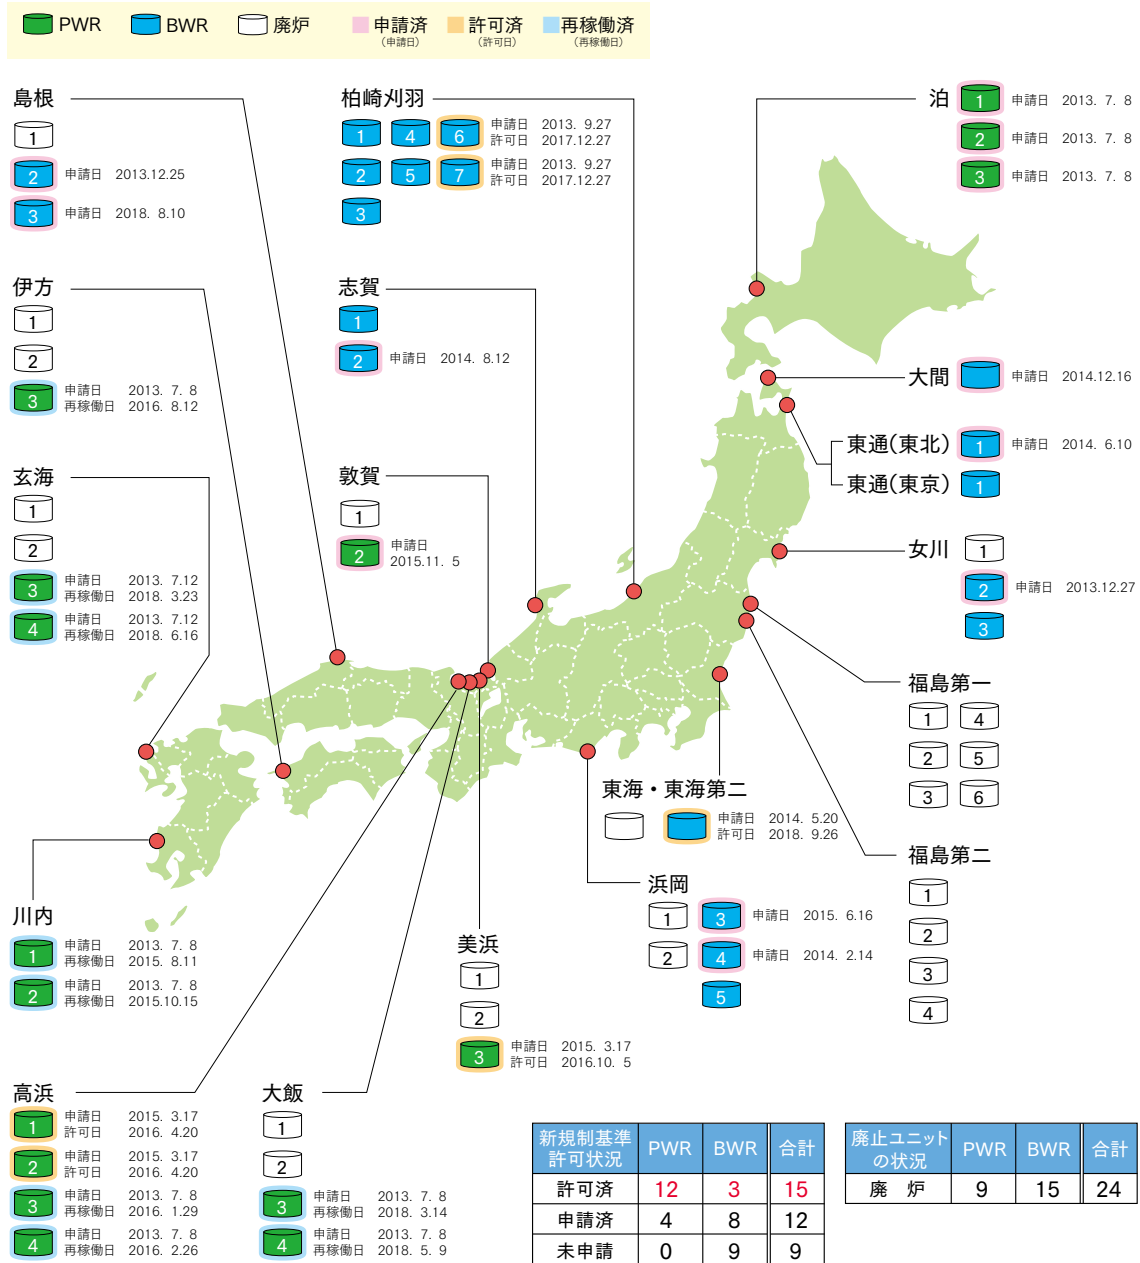 PWR BWR 廃炉 申請済 許可済 再稼働済
(申請日) (許可日) (再稼働日)
島根
1
2 申請日 2013.12.25
3 申請日 2018. 8.10
柏崎刈羽
1 4 6 申請日 2013. 9.27
許可日 2017.12.27
2 5 7 申請日 2013. 9.27
許可日 2017.12.27
3
泊
1 申請日 2013. 7. 8
2 申請日 2013. 7. 8
3 申請日 2013. 7. 8
伊方
1
2
3 申請日 2013. 7. 8
再稼働日 2016. 8.12
志賀
1
2 申請日 2014. 8.12
大間 申請日 2014.12.16
東通(東北) 1 申請日 2014. 6.10
東通(東京) 1
玄海
1
2
3 申請日 2013. 7.12
再稼働日 2018. 3.23
4 申請日 2013. 7.12
再稼働日 2018. 6.16
敦賀
1
2 申請日
2015.11. 5
女川 1
2 申請日 2013.12.27
3
福島第一
1 4
2 5
3 6
東海・東海第二
申請日 2014. 5.20
許可日 2018. 9.26
福島第二
1
2
3
4
浜岡
1 3 申請日 2015. 6.16
2 4 申請日 2014. 2.14
5
川内
1 申請日 2013. 7. 8
再稼働日 2015. 8.11
2 申請日 2013. 7. 8
再稼働日 2015.10.15
美浜
1
2
3 申請日 2015. 3.17
許可日 2016.10. 5
高浜
1 申請日 2015. 3.17
許可日 2016. 4.20
2 申請日 2015. 3.17
許可日 2016. 4.20
3 申請日 2013. 7. 8
再稼働日 2016. 1.29
4 申請日 2013. 7. 8
再稼働日 2016. 2.26
大飯
1
2
3 申請日 2013. 7. 8
再稼働日 2018. 3.14
4 申請日 2013. 7. 8
再稼働日 2018. 5. 9
新規制基準
許可状況 PWR BWR 合計
許可済 12 3 15
申請済 4 8 12
未申請 0 9 9
廃止ユニット
の状況 PWR BWR 合計
廃 炉 9 15 24